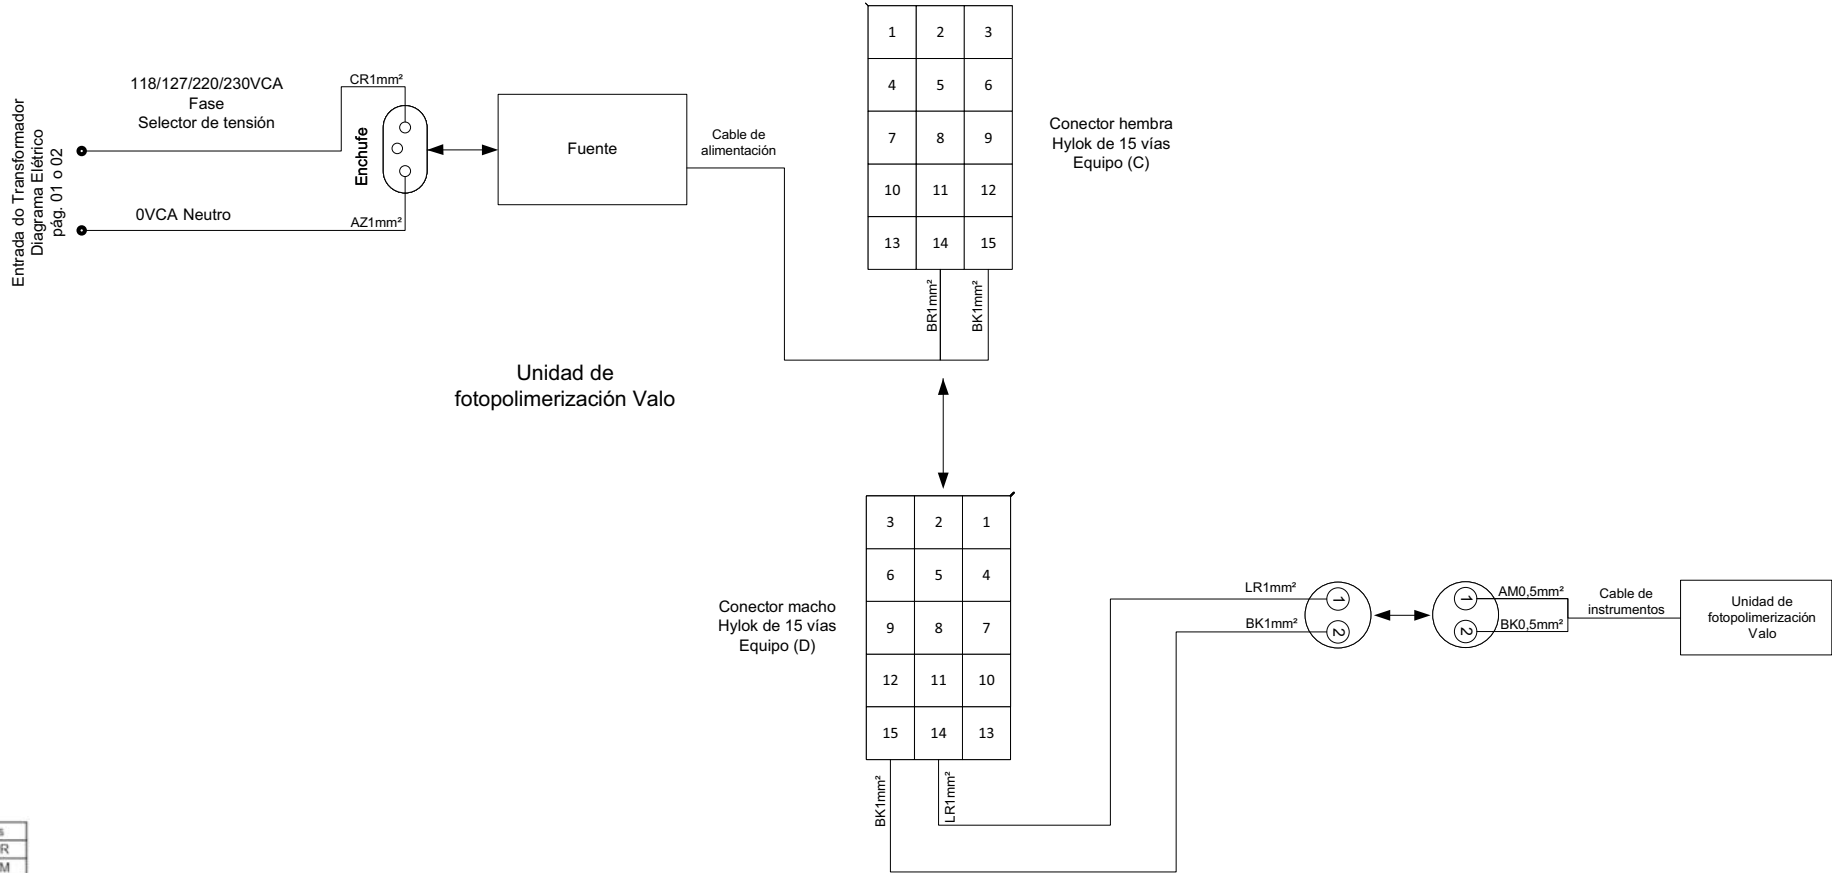 Entrada do Transformador
Diagrama Elétrico
pág. 01 o 02
118/127/220/230VCA
Fase
Selector de tensión
0VCA Neutro
CR1mm²
AZ1mm²
Enchufe
Fuente
Cable de
alimentación
1 2 3
4 5 6
7 8 9
10 11 12
13 14 15
Conector hembra
Hylok de 15 vías
Equipo (C)
BR1mm²
BK1mm²
Unidad de
fotopolimerización Valo
3 2 1
6 5 4
9 8 7
12 11 10
15 14 13
Conector macho
Hylok de 15 vías
Equipo (D)
BK1mm²
LR1mm²
LR1mm²
BK1mm²
1
2
1
2
AM0,5mm²
BK0,5mm²
Cable de
instrumentos
Unidad de
fotopolimerización
Valo
s
R
M